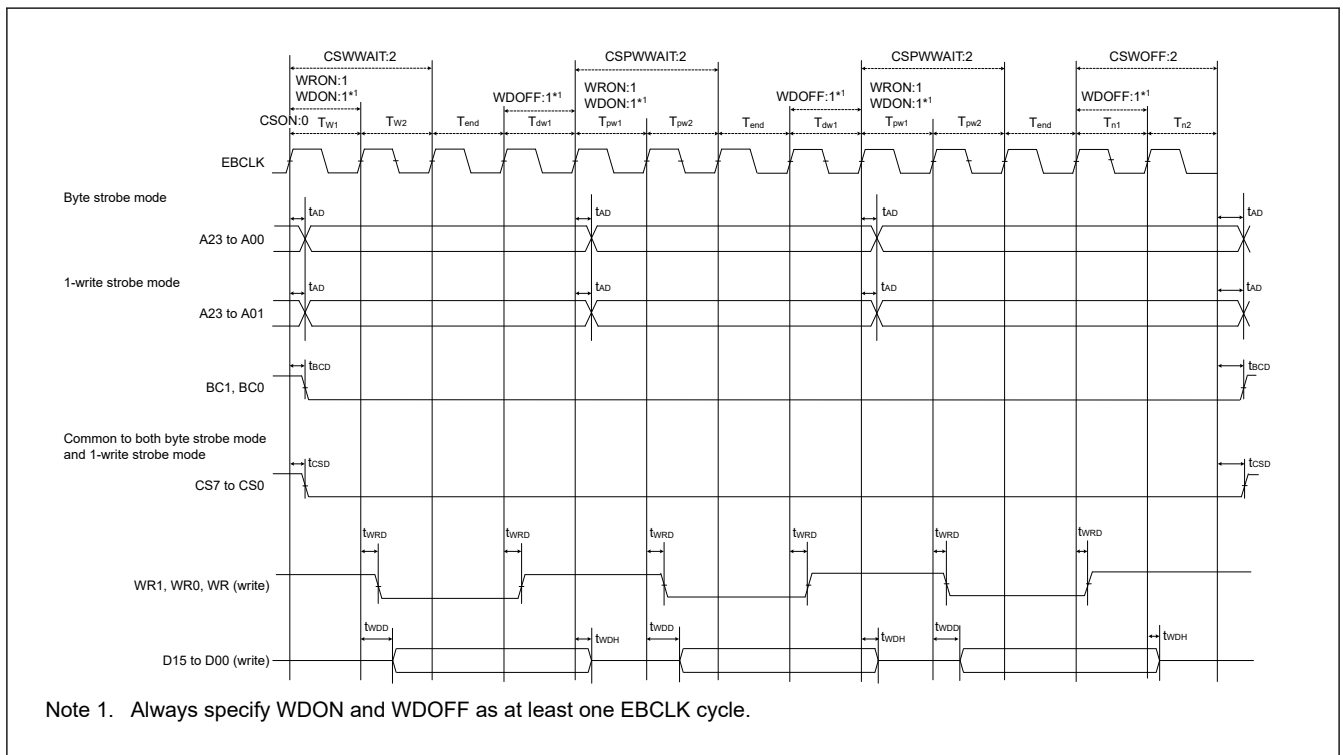 CSWWAIT:2 CSPWWAIT:2 CSPWWAIT:2 CSWOFF:2
WRON:1 WRON:1 WRON:1
WDON:1*1 WDOFF:1*1 WDON:1*1 WDOFF:1*1 WDON:1*1 WDOFF:1*1
CSON:0 TW1 TW2 Tend Tdw1 Tpw1 Tpw2 Tend Tdw1 Tpw1 Tpw2 Tend Tn1 Tn2
EBCLK
Byte strobe mode
tAD tAD tAD tAD
A23 to A00
1-write strobe mode
tAD tAD tAD tAD
A23 to A01
tBCD tBCD
BC1, BC0
Common to both byte strobe mode
and 1-write strobe mode
tCSD tCSD
CS7 to CS0
tWRD tWRD tWRD tWRD tWRD tWRD
WR1, WR0, WR (write)
tWDD tWDH tWDD tWDH tWDD tWDH
D15 to D00 (write)
Note 1. Always specify WDON and WDOFF as at least one EBCLK cycle.